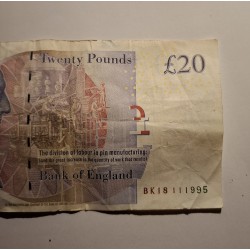 Twenty Pounds
£20
The division of labour in pin manufacturing:
Bank of England
BK18 111995